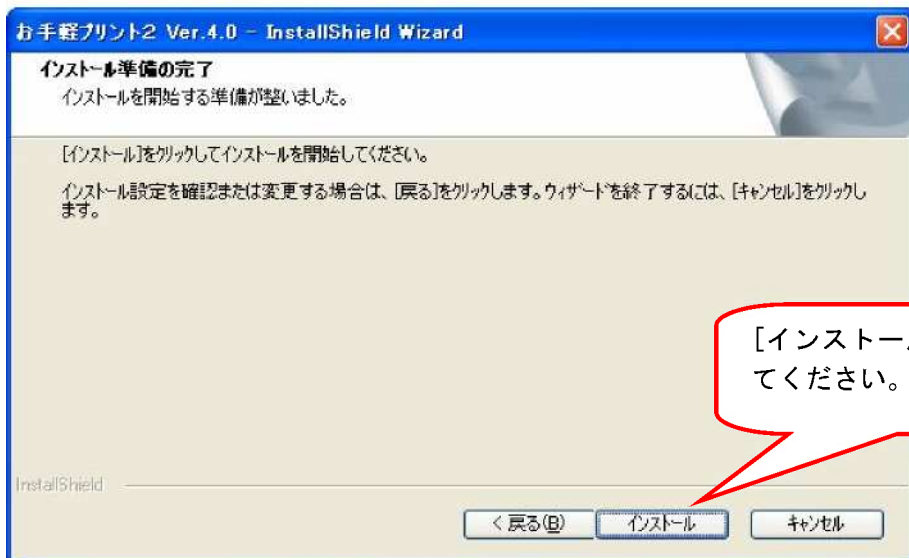 お手軽プリント2 Ver.4.0 - InstallShield Wizard
インストール準備の完了
インストールを開始する準備が整いました。
[インストール]をクリックしてインストールを開始してください。
インストール設定を確認または変更する場合は、[戻る]をクリックします。ウィザードを終了するには、[キャンセル]をクリックし
ます。
[インストー
てください。
InstallShield
< 戻る(B)
インストール
キャンセル